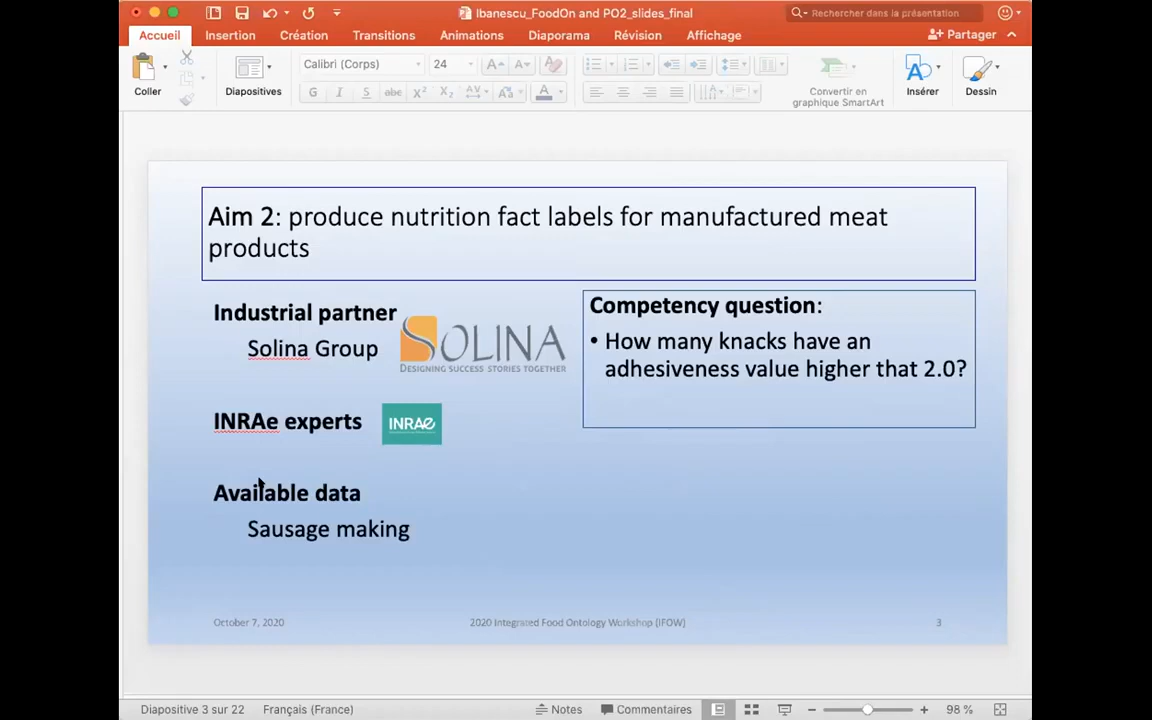 Ibanescu_FoodOn and PO2_slides_final
Rechercher dans la présentation
Accueil
Insertion
Création
Transitions
Animations
Diaporama
Révision
Affichage
Partager
Coller
Diapositives
Calibri (Corps)
24
G
I
S
abc
X²
X₂
AV
A
Convertir en
graphique SmartArt
Insérer
Dessin
Aim 2: produce nutrition fact labels for manufactured meat
products
Industrial partner
Solina Group
SOLINA
DESIGNING SUCCESS STORIES TOGETHER
INRAe experts
INRAE
Available data
Sausage making
Competency question:
• How many knacks have an
adhesiveness value higher that 2.0?
October 7, 2020
2020 Integrated Food Ontology Workshop (IFOW)
3
Diapositive 3 sur 22
Français (France)
Notes
Commentaires
98 %